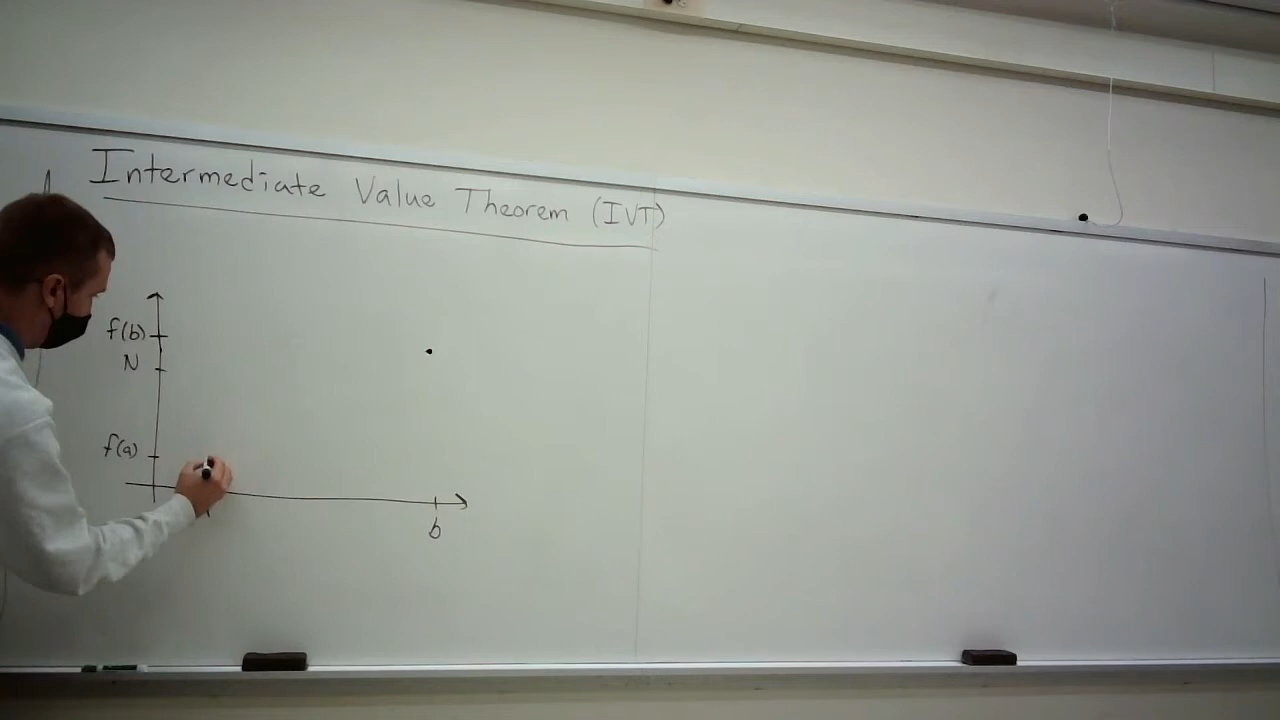 Intermediate Value Theorem (IVT)
f(b)
N
f(a)
b